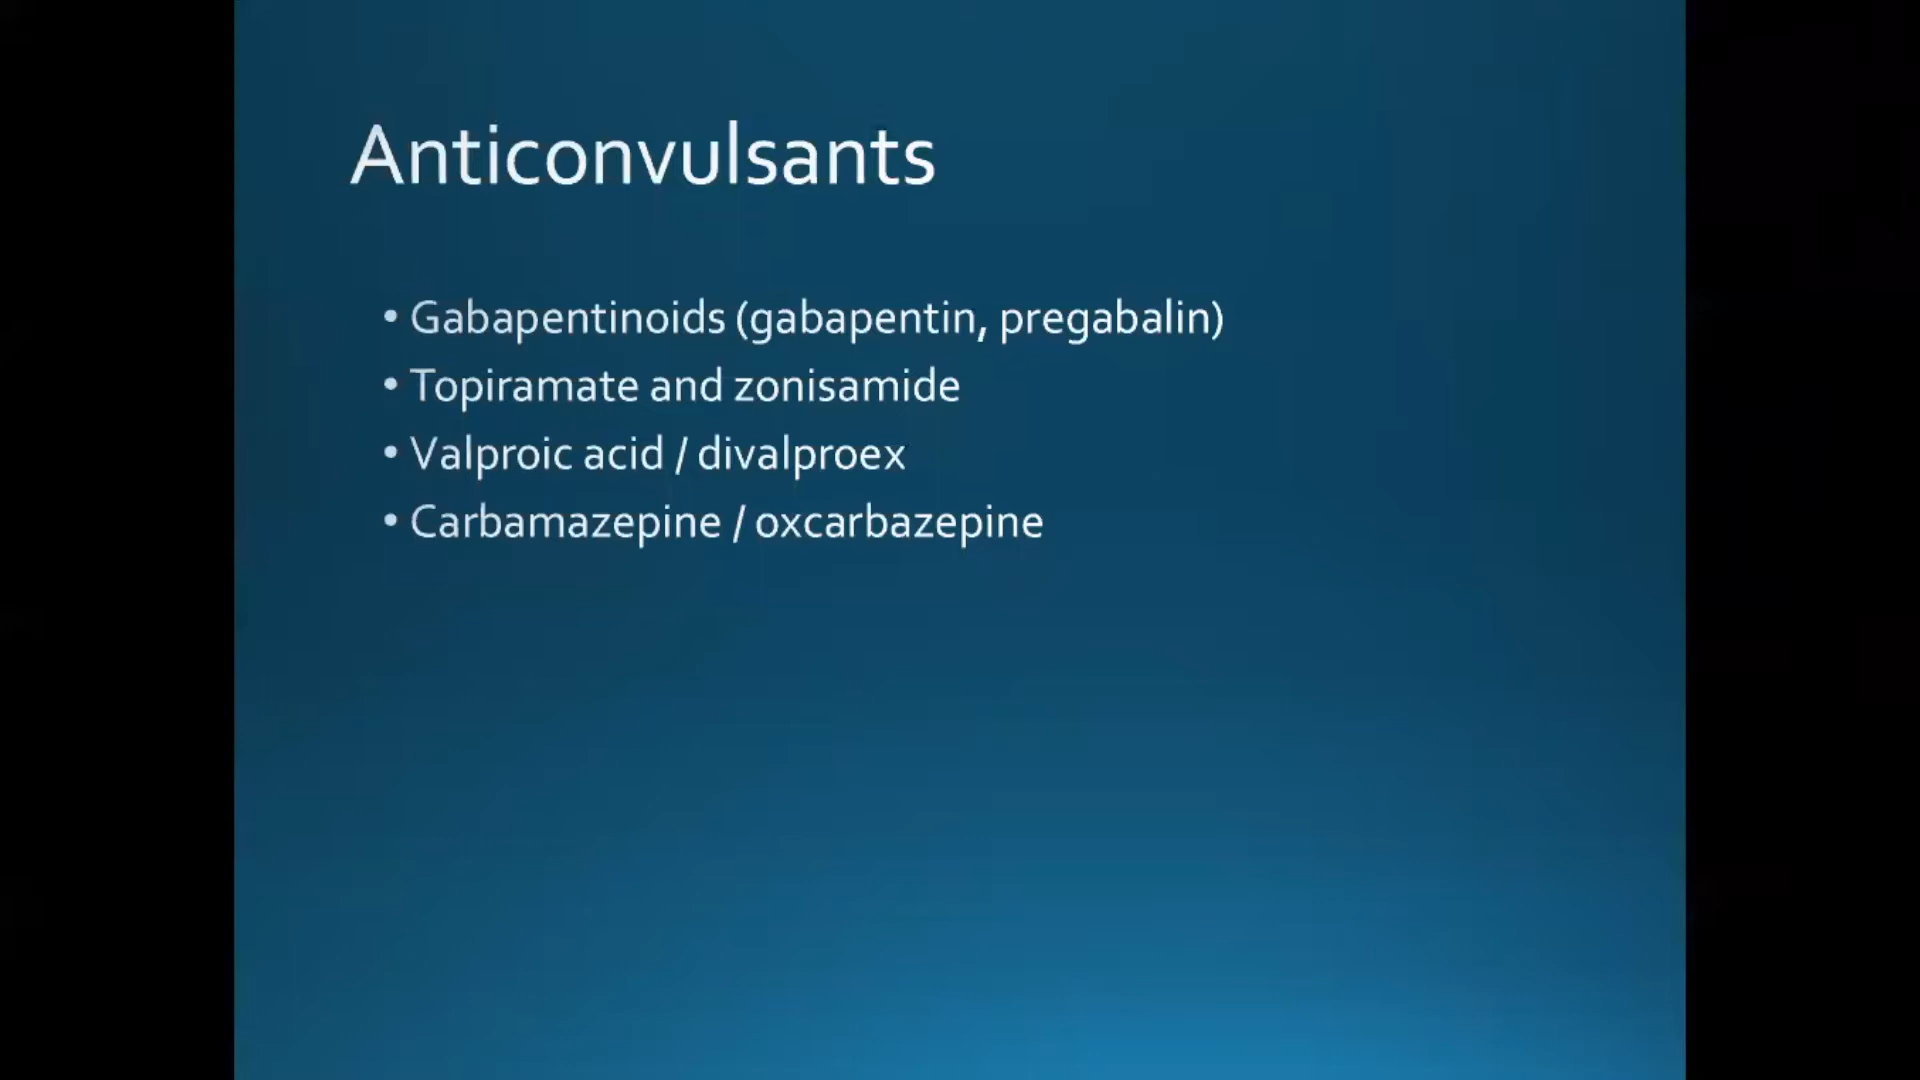 Anticonvulsants
• Gabapentinoids (gabapentin, pregabalin)
• Topiramate and zonisamide
• Valproic acid / divalproex
• Carbamazepine / oxcarbazepine